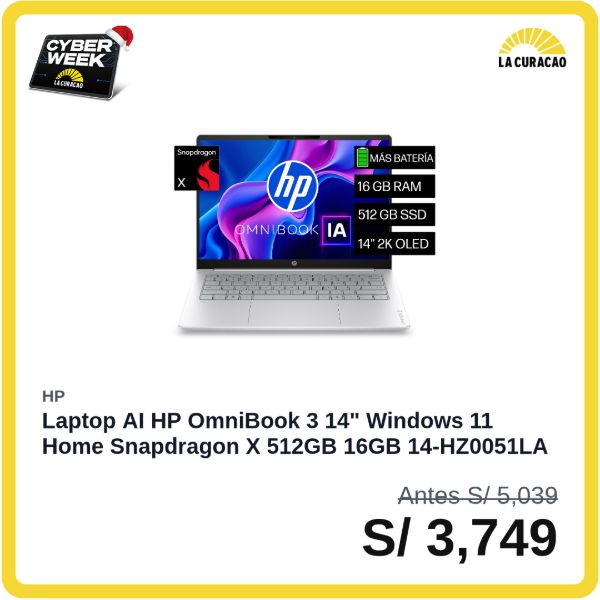 CYBER
WEEK
LA CURACAO
LA CURACAO
Snapdragon
X
MÁS BATERÍA
16 GB RAM
hp
512 GB SSD
OMNIBOOK IA
14" 2K OLED
HP
Laptop AI HP OmniBook 3 14" Windows 11
Home Snapdragon X 512GB 16GB 14-HZ0051LA
Antes S/ 5,039
S/ 3,749